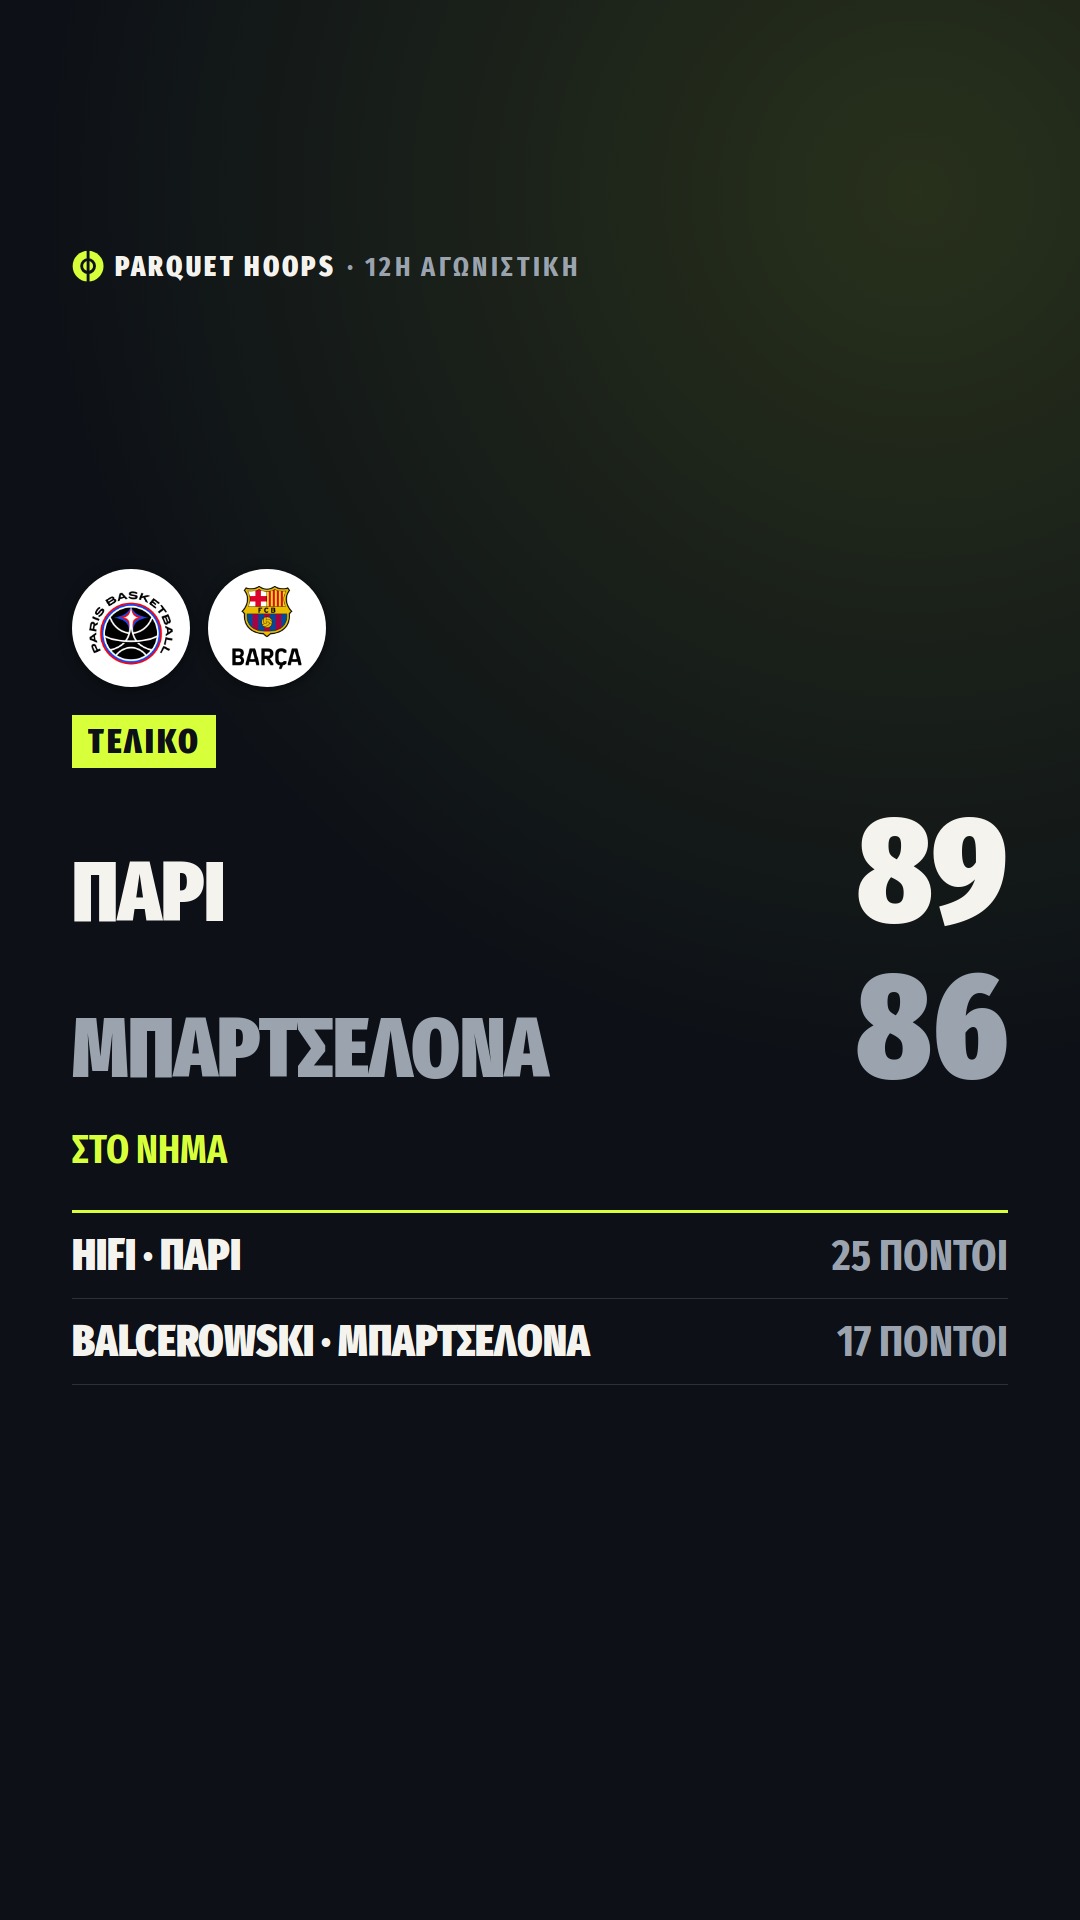 PARQUET HOOPS · 12Η ΑΓΩΝΙΣΤΙΚΗ
PARIS BASKETBALL
FCB
BARÇA
ΤΕΛΙΚΟ
ΠΑΡΙ 89
ΜΠΑΡΤΣΕΛΟΝΑ 86
ΣΤΟ ΝΗΜΑ
HIFI · ΠΑΡΙ 25 ΠΟΝΤΟΙ
BALCEROWSKI · ΜΠΑΡΤΣΕΛΟΝΑ 17 ΠΟΝΤΟΙ